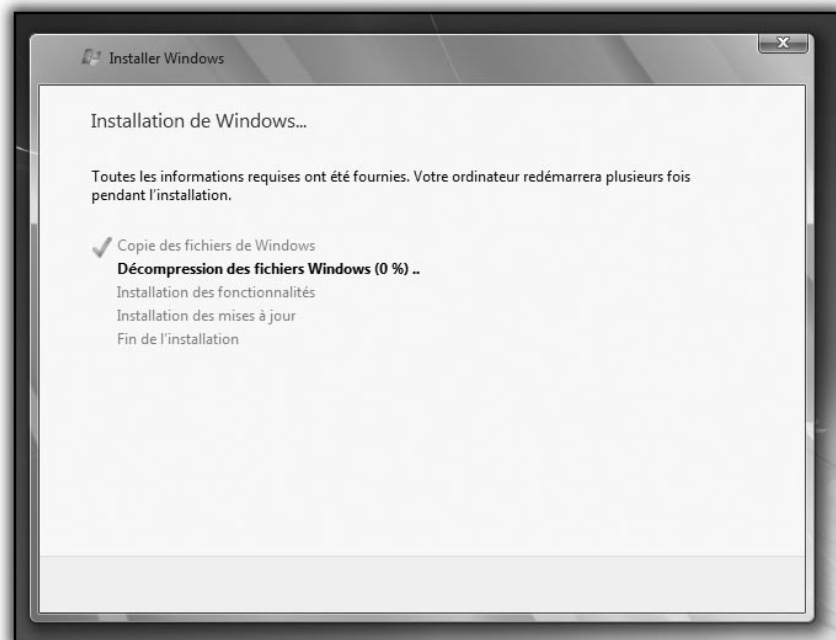 Installer Windows
Installation de Windows...
Toutes les informations requises ont été fournies. Votre ordinateur redémarrera plusieurs fois
pendant l'installation.
Copie des fichiers de Windows
Décompression des fichiers Windows (0 %) ..
Installation des fonctionnalités
Installation des mises à jour
Fin de l'installation